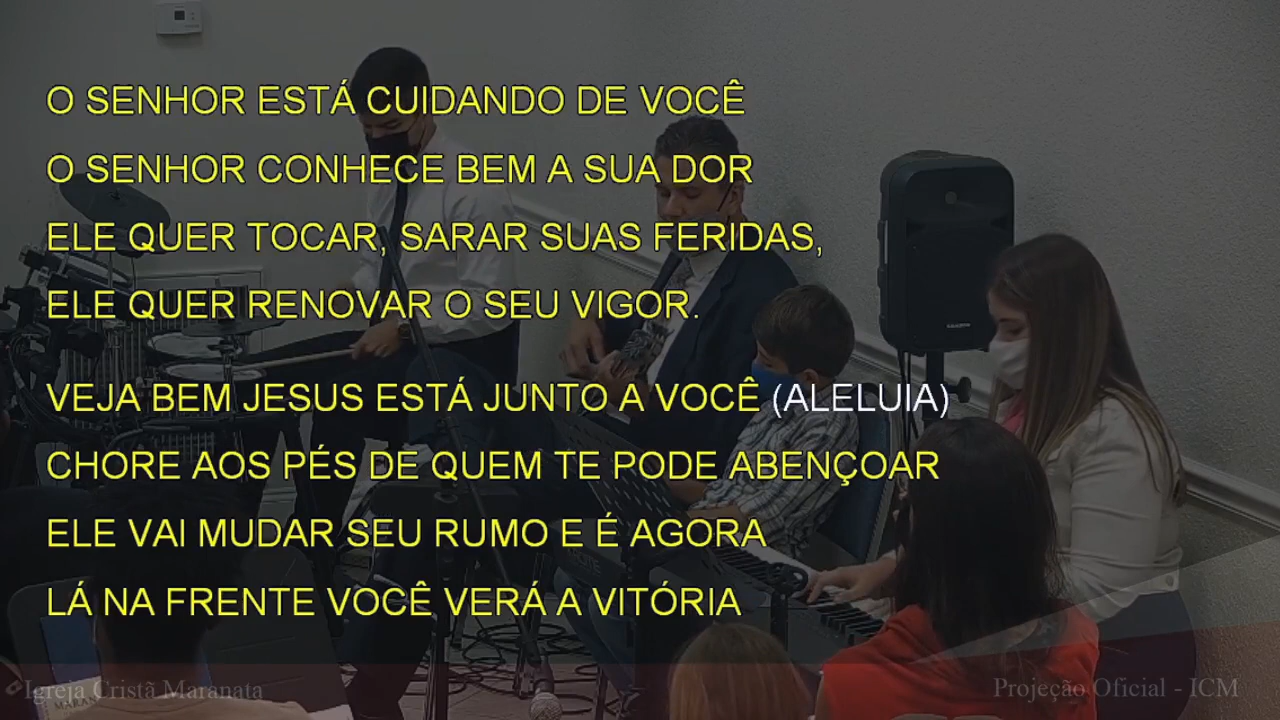 O SENHOR ESTÁ CUIDANDO DE VOCÊ
O SENHOR CONHECE BEM A SUA DOR
ELE QUER TOCAR, SARAR SUAS FERIDAS,
ELE QUER RENOVAR O SEU VIGOR.
VEJA BEM JESUS ESTÁ JUNTO A VOCÊ (ALELUIA)
CHORE AOS PÉS DE QUEM TE PODE ABENÇOAR
ELE VAI MUDAR SEU RUMO E É AGORA
LÁ NA FRENTE VOCÊ VERÁ A VITÓRIA
Igreja Cristã Maranata
Projeção Oficial - ICM